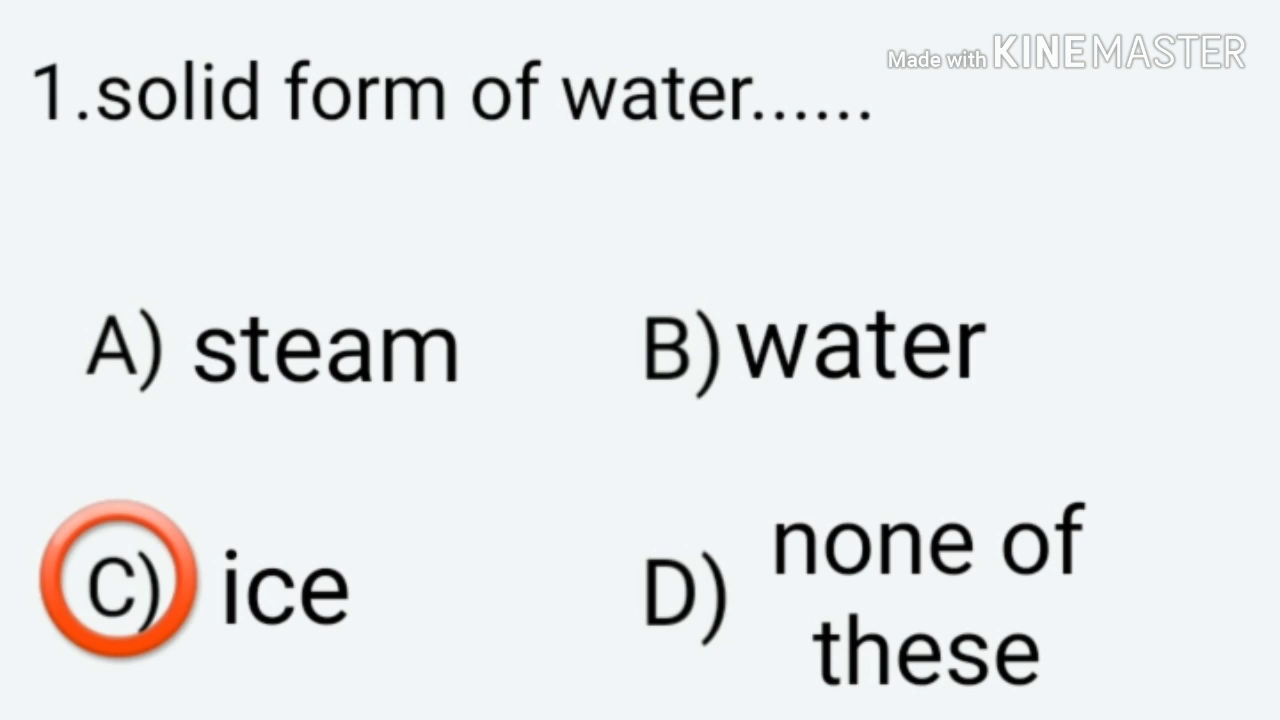 Made with KINEMASTER
1.solid form of water......
A) steam
B) water
C) ice
D) none of
these